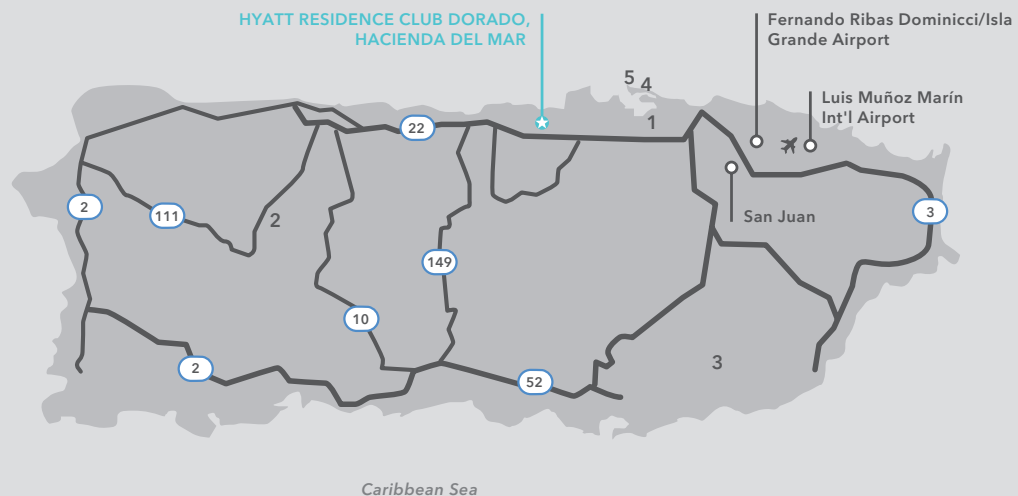 HYATT RESIDENCE CLUB DORADO,
HACIENDA DEL MAR
Fernando Ribas Dominicci/Isla
Grande Airport
5
4
Luis Muñoz Marín
Int'l Airport
1
22
2
111
2
San Juan
3
149
10
3
2
52
Caribbean Sea